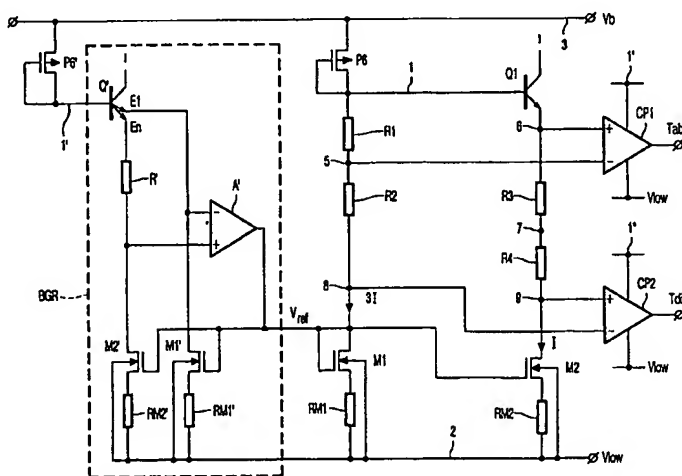 Vb
3
P6'
P6
1
Q1
1'
Q'
E1
En
1'
6
CP1
Tab
R1
5
Vlow
R'
A'
R2
R3
7
R4
1'
BGR
8
3I
9
CP2
Vref
I
Vlow
M2'
M1'
M1
M2
RM2'
RM1'
RM1
RM2
2
Vlow